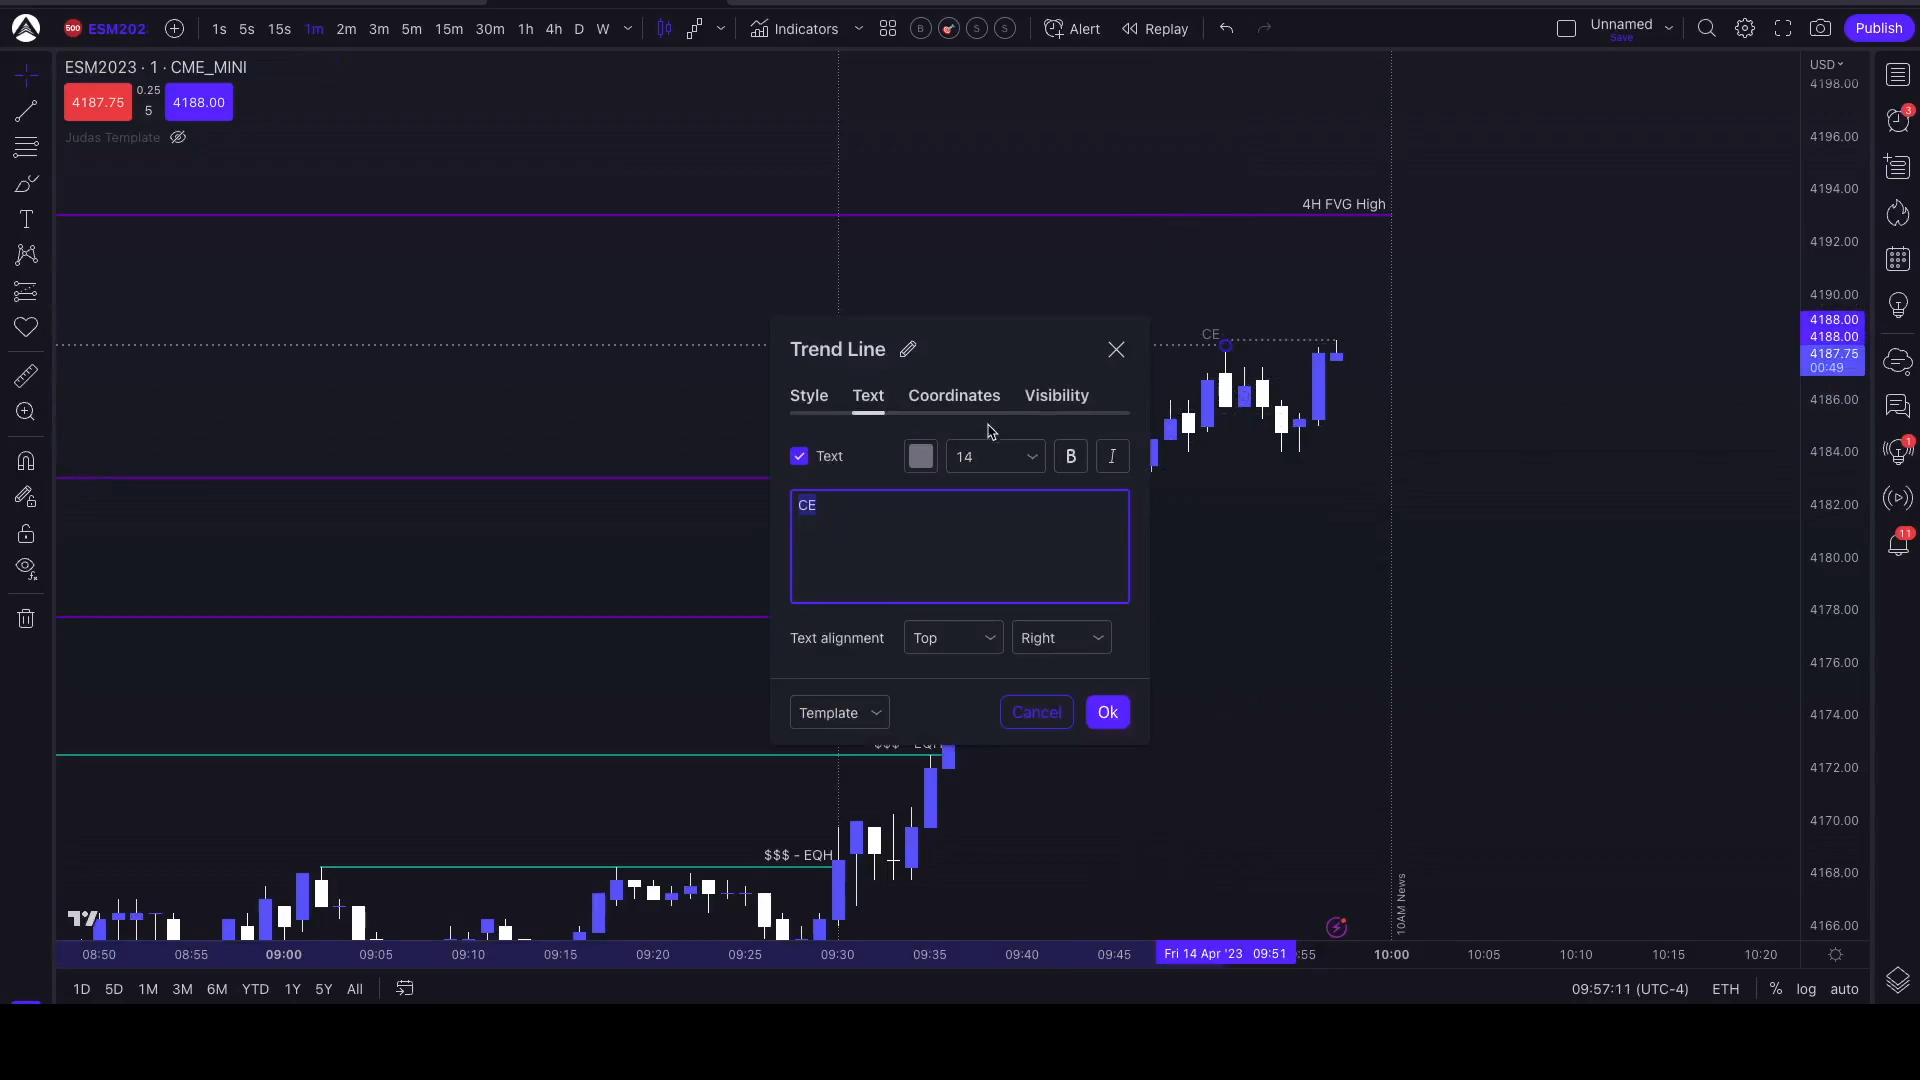 500 ESM202 1s 5s 15s 1m 2m 3m 5m 15m 30m 1h 4h D W Indicators B S S Alert Replay Unnamed Publish
Save
ESM2023 · 1 · CME_MINI
USD
4187.75 0.25 4188.00
5
Judas Template
4198.00
4196.00
4194.00
4192.00
4190.00
4188.00
4188.00
4187.75
00:49
4186.00
4184.00
4182.00
4180.00
4178.00
4176.00
4174.00
4172.00
4170.00
4168.00
4166.00
3
1
11
4H FVG High
CE
Trend Line
Style Text Coordinates Visibility
Text 14 B I
CE
Text alignment Top Right
Template Cancel Ok
$$$ - EQH
$$$ - EQH
10AM News
08:50 08:55 09:00 09:05 09:10 09:15 09:20 09:25 09:30 09:35 09:40 09:45 Fri 14 Apr '23 09:51 :55 10:00 10:05 10:10 10:15 10:20
1D 5D 1M 3M 6M YTD 1Y 5Y All 09:57:11 (UTC-4) ETH % log auto